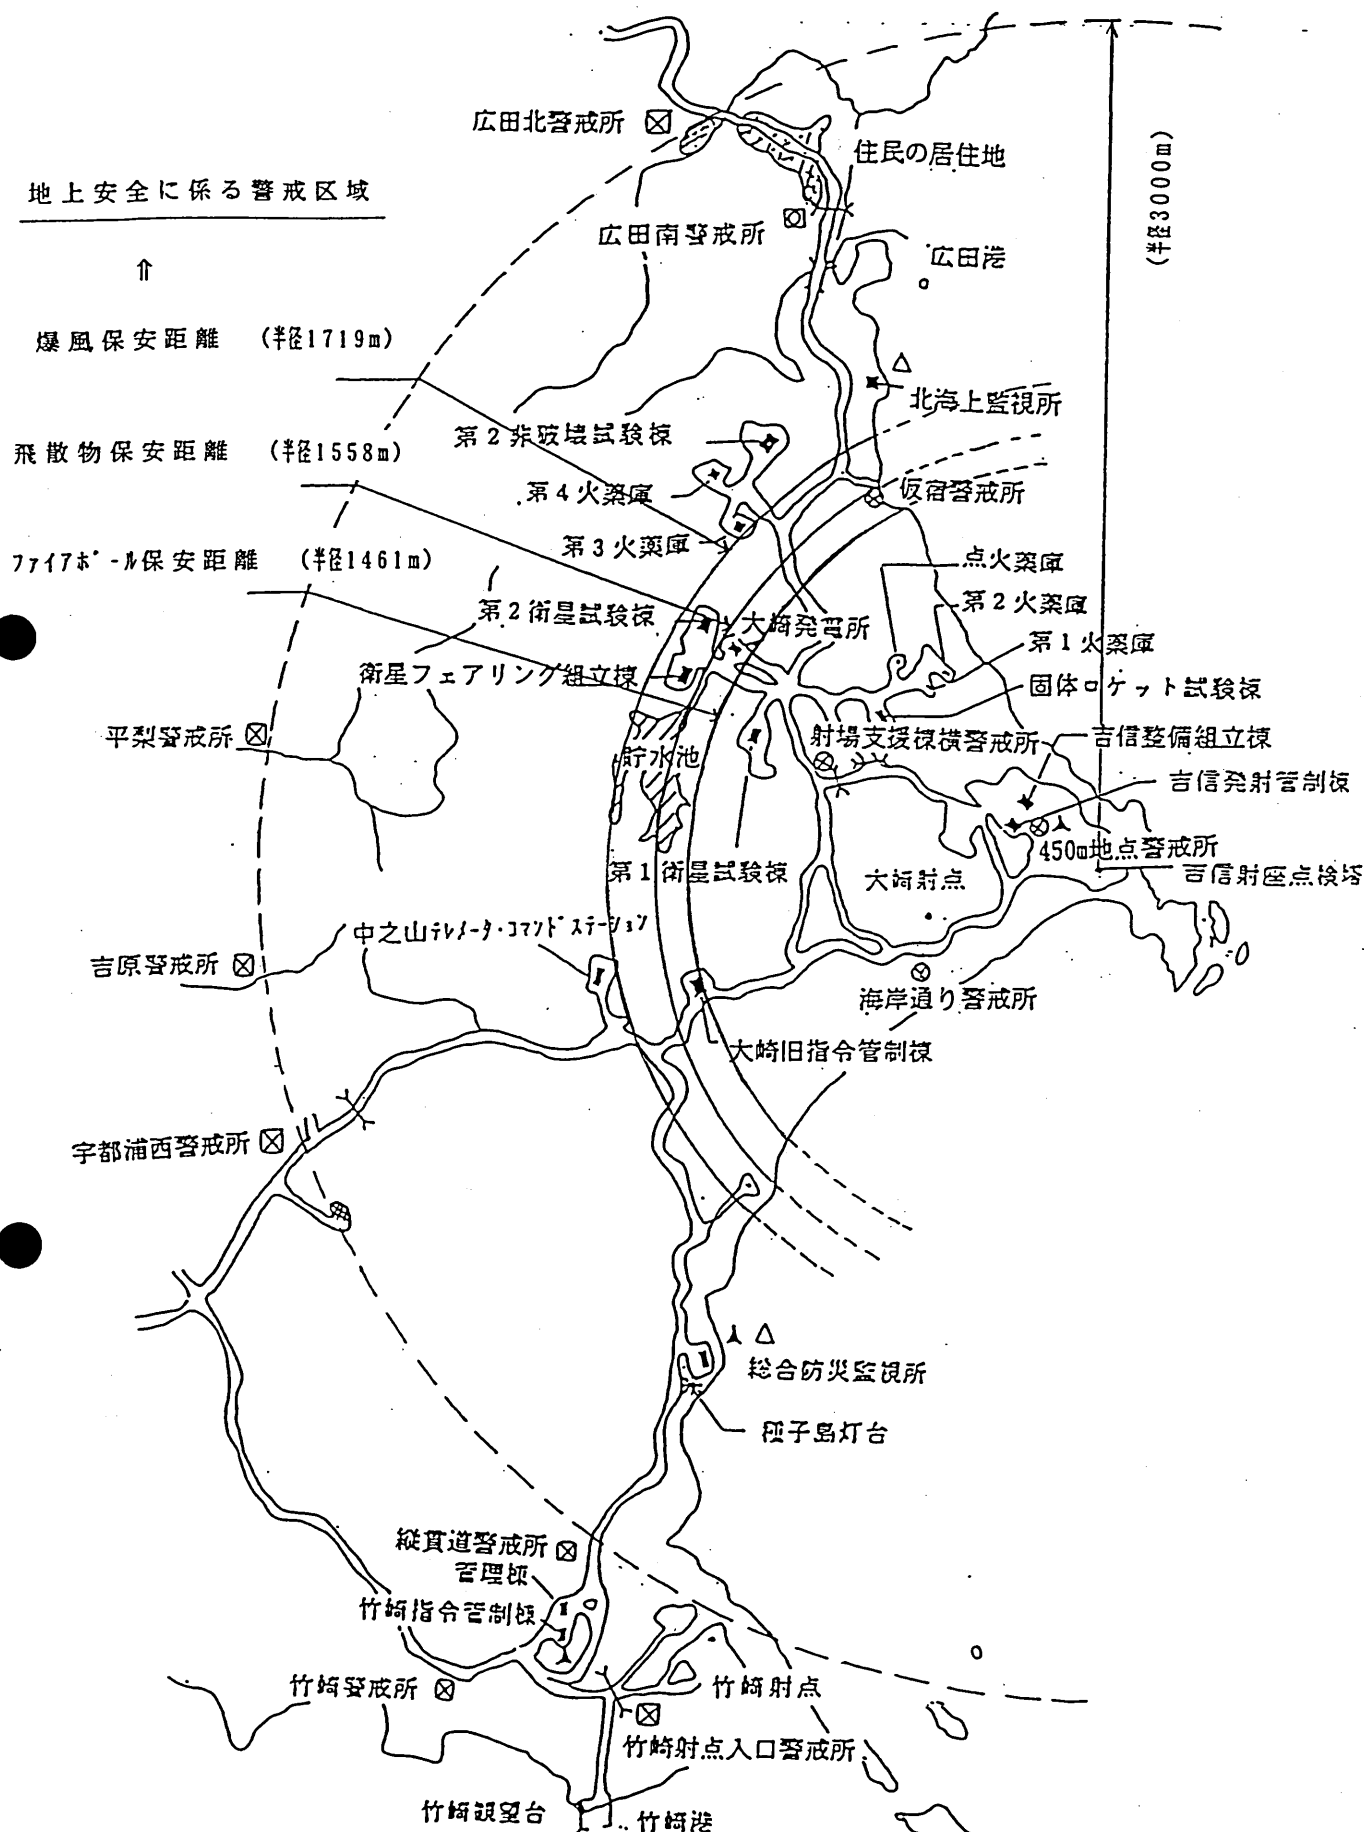 広田北警戒所
住民の居住地
(半径3000m)
地上安全に係る警戒区域
広田南警戒所
広田港
⇑
爆風保安距離 (半径1719m)
北海上監視所
第2非破壊試験棟
飛散物保安距離 (半径1558m)
第4火薬庫
仮宿警戒所
第3火薬庫
ファイアボール保安距離 (半径1461m)
点火薬庫
第2火薬庫
第2衛星試験棟
大崎発電所
第1火薬庫
衛星フェアリング組立棟
固体ロケット試験棟
平梨警戒所
射場支援棟横警戒所
吉信整備組立棟
貯水池
吉信発射管制棟
450m地点警戒所
第1衛星試験棟
大崎射点
吉信射座点検塔
中之山テレメータ・コマンドステーション
吉原警戒所
海岸通り警戒所
大崎旧指令管制棟
宇都浦西警戒所
総合防災監視所
種子島灯台
縦貫道警戒所
管理棟
竹崎指令管制棟
竹崎警戒所
竹崎射点
竹崎射点入口警戒所
竹崎観望台
竹崎港